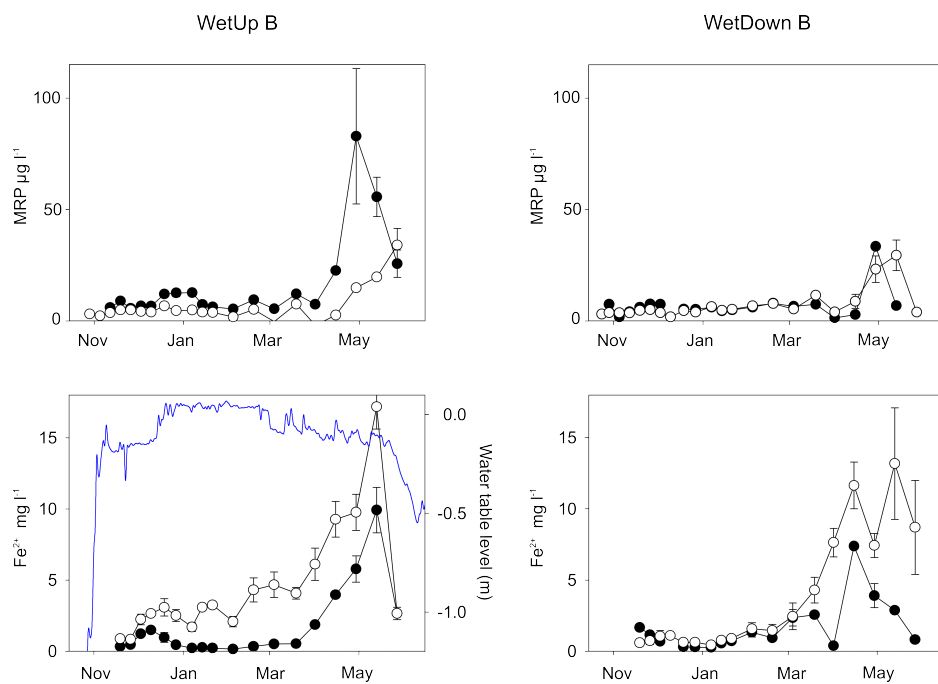 WetUp B
WetDown B
MRP µg l⁻¹
100
50
0
Nov Jan Mar May
MRP µg l⁻¹
100
50
0
Nov Jan Mar May
Fe²⁺ mg l⁻¹
15
10
5
0
Nov Jan Mar May
0.0
-0.5
-1.0
Water table level (m)
Fe²⁺ mg l⁻¹
15
10
5
0
Nov Jan Mar May